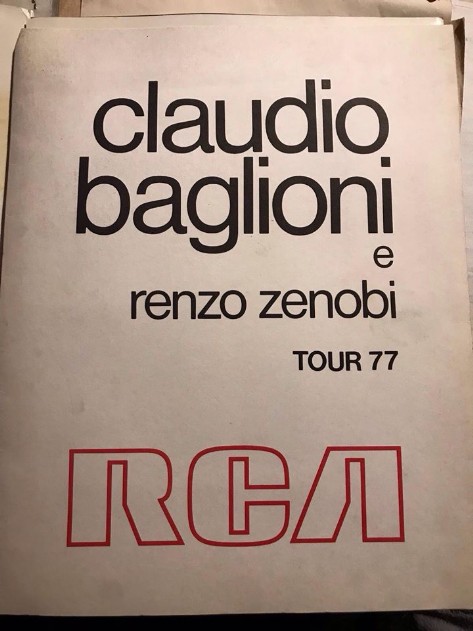 claudio
baglioni
e
renzo zenobi
TOUR 77
RCA